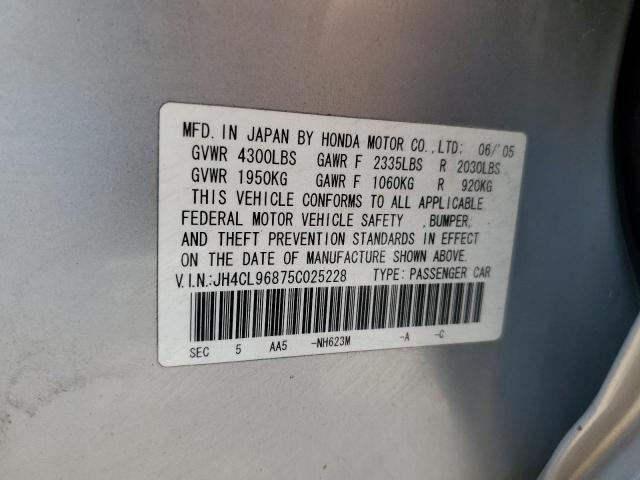 MFD. IN JAPAN BY HONDA MOTOR CO.,LTD; 06/'05
GVWR 4300LBS GAWR F 2335LBS R 2030LBS
GVWR 1950KG GAWR F 1060KG R 920KG
THIS VEHICLE CONFORMS TO ALL APPLICABLE
FEDERAL MOTOR VEHICLE SAFETY ,BUMPER,
AND THEFT PREVENTION STANDARDS IN EFFECT
ON THE DATE OF MANUFACTURE SHOWN ABOVE.
V.I.N.:JH4CL96875C025228 TYPE: PASSENGER CAR
SEC 5 AA5 -NH623M -A -C